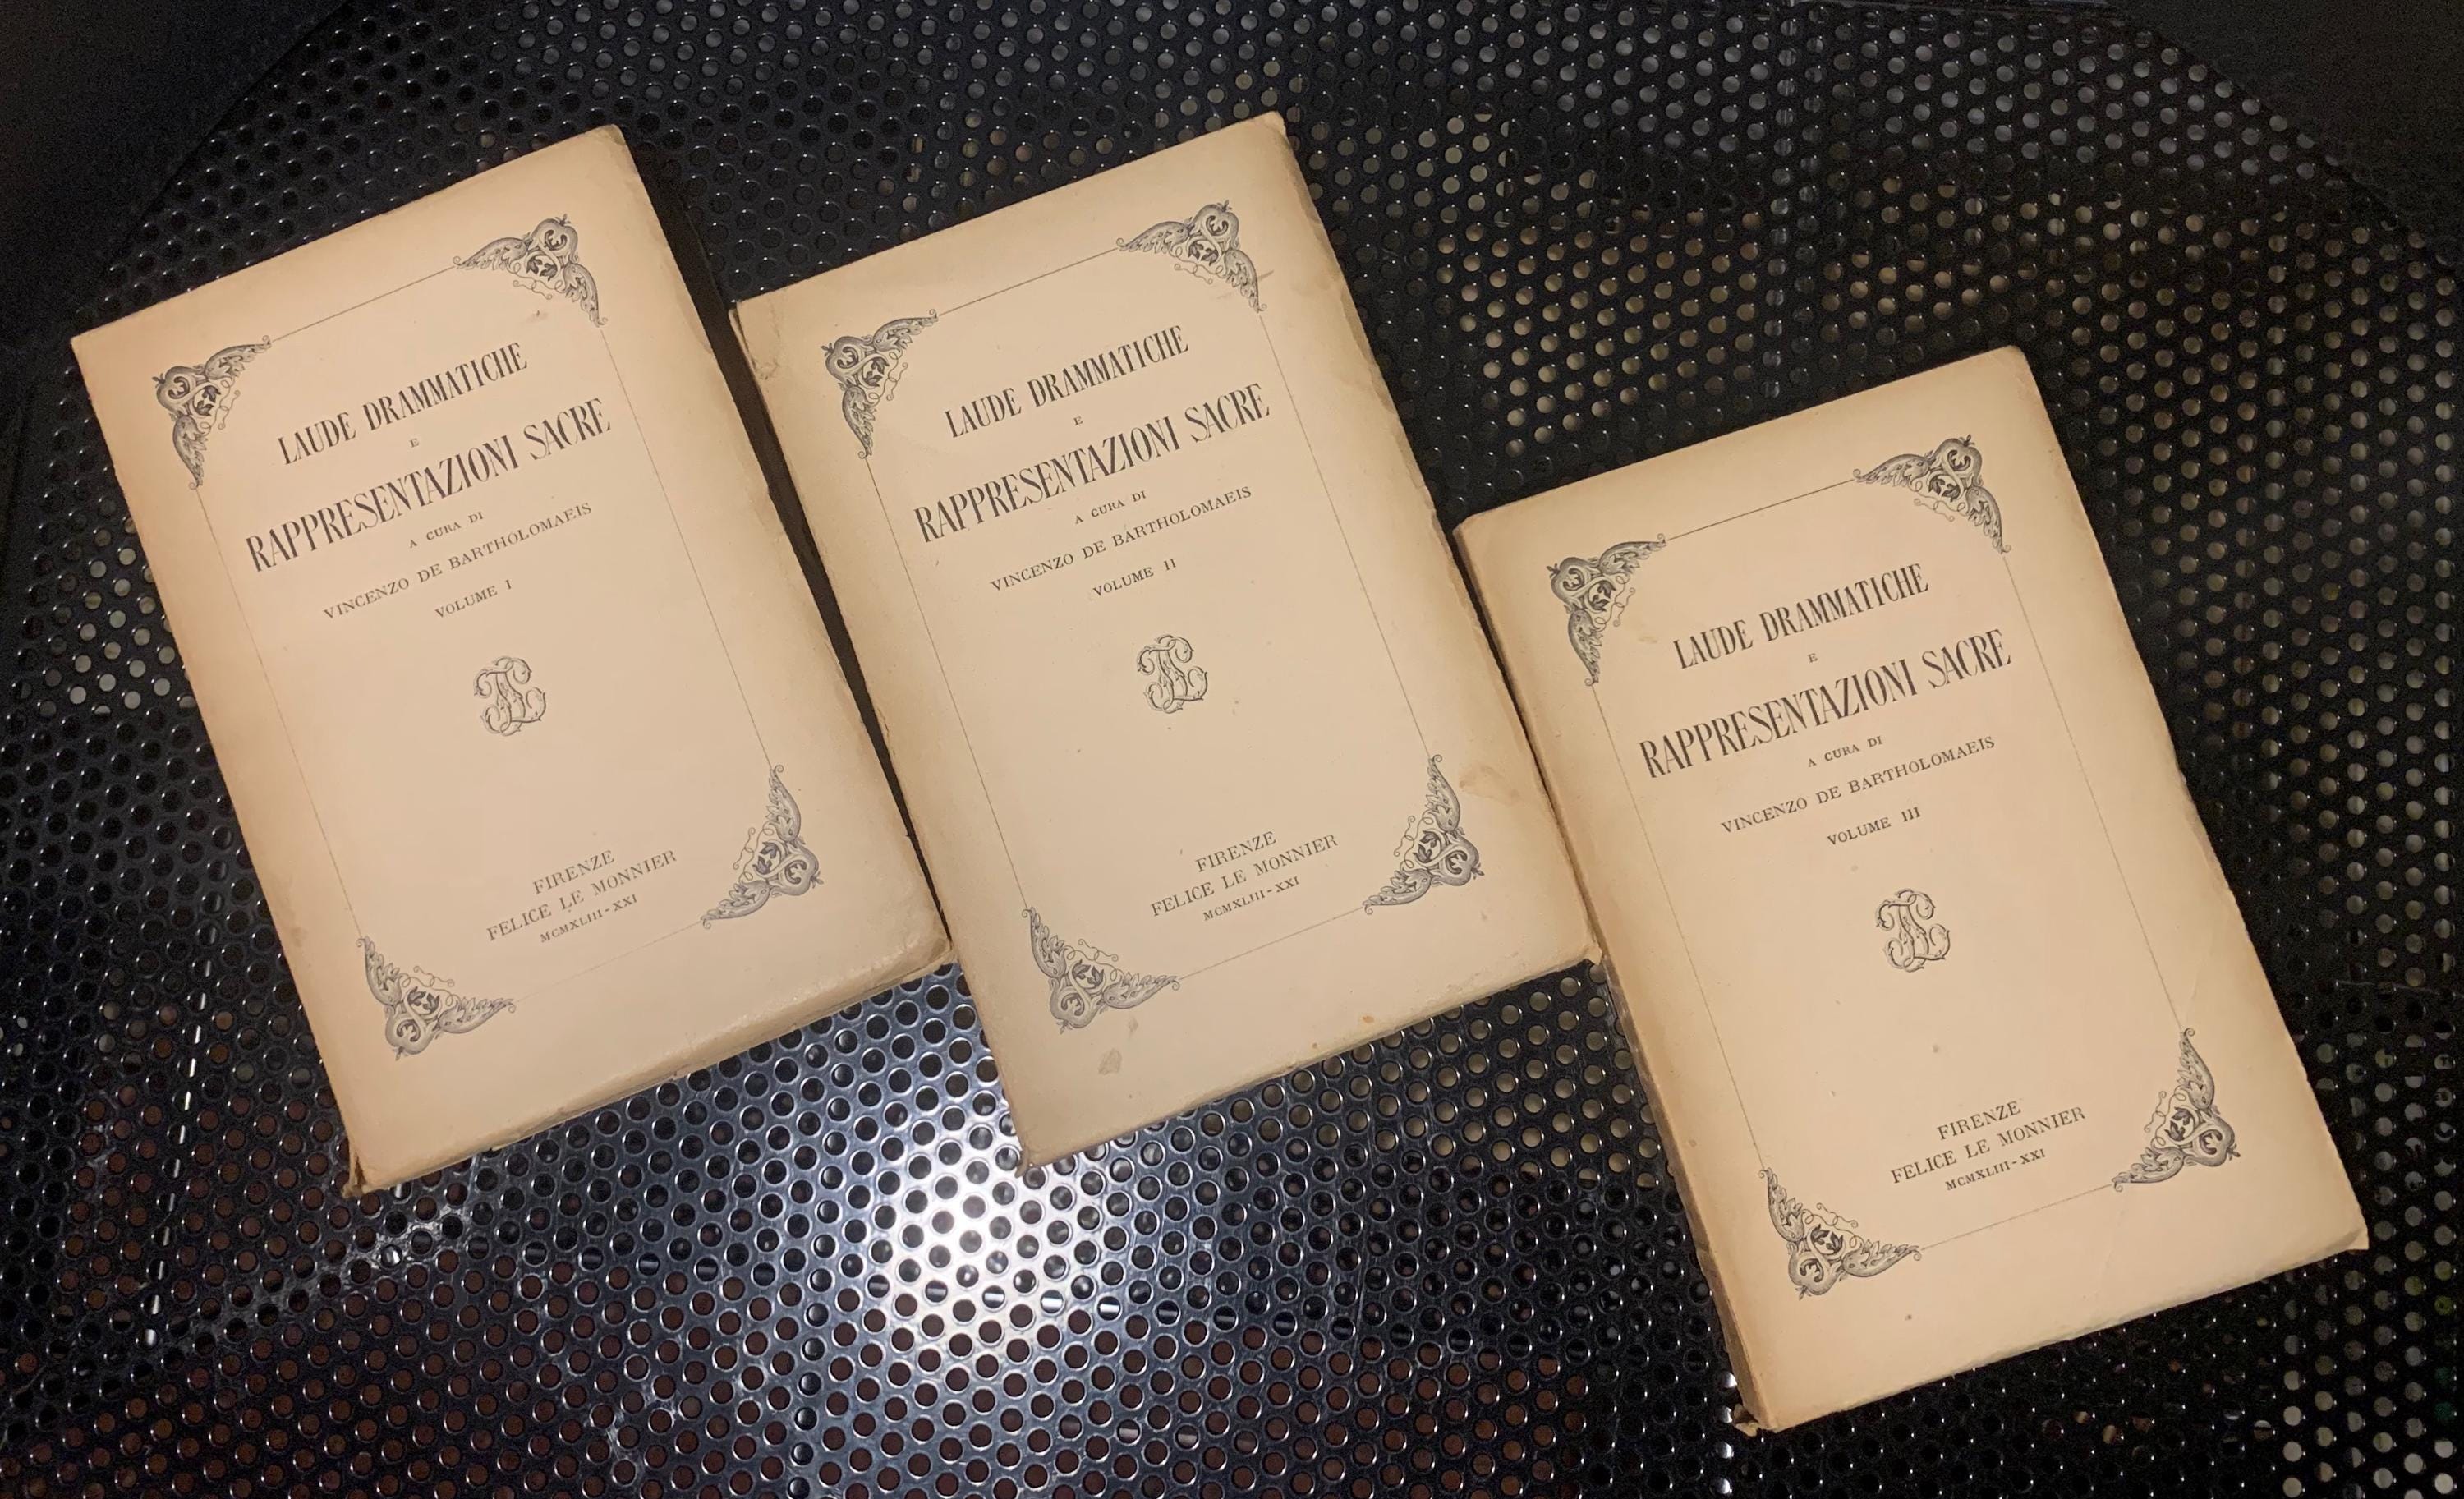 LAUDE DRAMMATICHE
E
RAPPRESENTAZIONI SACRE
A CURA DI
VINCENZO DE BARTHOLOMAEIS
VOLUME I
FIRENZE
FELICE LE MONNIER
MCMXLIII-XXI
LAUDE DRAMMATICHE
E
RAPPRESENTAZIONI SACRE
A CURA DI
VINCENZO DE BARTHOLOMAEIS
VOLUME II
FIRENZE
FELICE LE MONNIER
MCMXLIII-XXI
LAUDE DRAMMATICHE
E
RAPPRESENTAZIONI SACRE
A CURA DI
VINCENZO DE BARTHOLOMAEIS
VOLUME III
FIRENZE
FELICE LE MONNIER
MCMXLIII-XXI